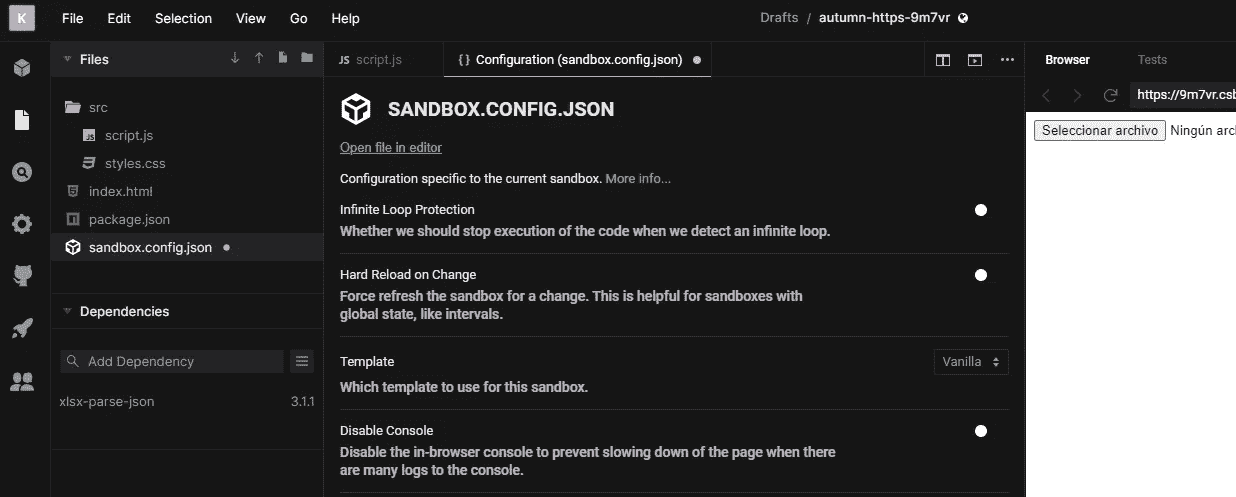 K File Edit Selection View Go Help Drafts / autumn-https-9m7vr
Files
src
script.js
styles.css
index.html
package.json
sandbox.config.json
Dependencies
Add Dependency
xlsx-parse-json 3.1.1
JS script.js { } Configuration (sandbox.config.json)
SANDBOX.CONFIG.JSON
Open file in editor
Configuration specific to the current sandbox. More info...
Infinite Loop Protection
Whether we should stop execution of the code when we detect an infinite loop.
Hard Reload on Change
Force refresh the sandbox for a change. This is helpful for sandboxes with
global state, like intervals.
Template Vanilla
Which template to use for this sandbox.
Disable Console
Disable the in-browser console to prevent slowing down of the page when there
are many logs to the console.
Browser Tests
https://9m7vr.csb
Seleccionar archivo Ningún arc